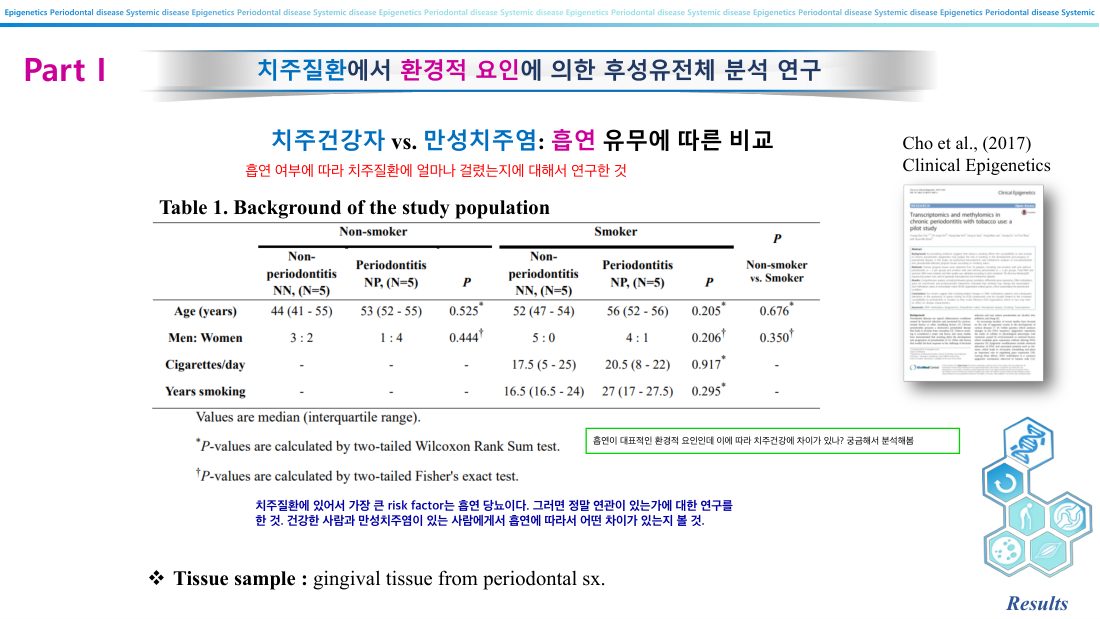 Epigenetics Periodontal disease Systemic disease Epigenetics Periodontal disease Systemic disease Epigenetics Periodontal disease Systemic disease Epigenetics Periodontal disease Systemic disease Epigenetics Periodontal disease Systemic disease Epigenetics Periodontal disease Systemic
Part I
치주질환에서 환경적 요인에 의한 후성유전체 분석 연구
치주건강자 vs. 만성치주염: 흡연 유무에 따른 비교
흡연 여부에 따라 치주질환에 얼마나 걸렸는지에 대해서 연구한 것
Cho et al., (2017)
Clinical Epigenetics
Clinical Epigenetics
Transcriptomics and methylomics in
chronic periodontitis with tobacco use: a
pilot study
Table 1. Background of the study population
Non-smoker Smoker P
Non-smoker vs. Smoker
Non-periodontitis NN, (N=5) Periodontitis NP, (N=5) P Non-periodontitis NN, (N=5) Periodontitis NP, (N=5) P
Age (years) 44 (41 - 55) 53 (52 - 55) 0.525* 52 (47 - 54) 56 (52 - 56) 0.205* 0.676*
Men: Women 3 : 2 1 : 4 0.444† 5 : 0 4 : 1 0.206† 0.350†
Cigarettes/day - - - 17.5 (5 - 25) 20.5 (8 - 22) 0.917* -
Years smoking - - - 16.5 (16.5 - 24) 27 (17 - 27.5) 0.295* -
Values are median (interquartile range).
*P-values are calculated by two-tailed Wilcoxon Rank Sum test.
†P-values are calculated by two-tailed Fisher's exact test.
흡연이 대표적인 환경적 요인인데 이에 따라 치주건강에 차이가 있나? 궁금해서 분석해봄
치주질환에 있어서 가장 큰 risk factor는 흡연 당뇨이다. 그러면 정말 연관이 있는가에 대한 연구를
한 것. 건강한 사람과 만성치주염이 있는 사람에게서 흡연에 따라서 어떤 차이가 있는지 볼 것.
❖ Tissue sample : gingival tissue from periodontal sx.
Results